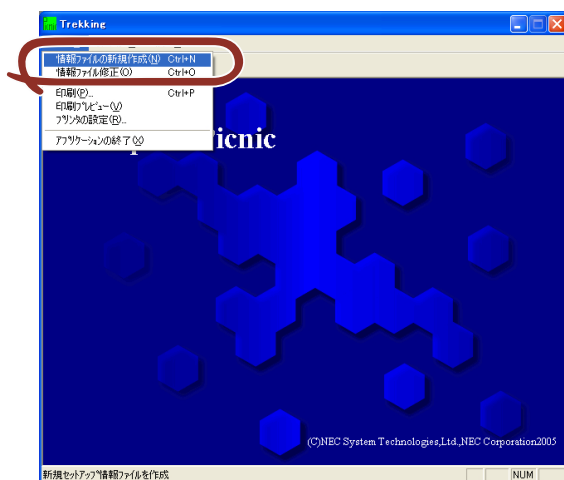 Trekking
情報ファイルの新規作成(N) Ctrl+N
情報ファイル修正(O) Ctrl+O
印刷(P)... Ctrl+P
印刷プレビュー(V)
プリンタの設定(R)...
アプリケーションの終了(X)
icnic
(C)NEC System Technologies,Ltd.,NEC Corporation2005
新規セットアップ情報ファイルを作成
NUM